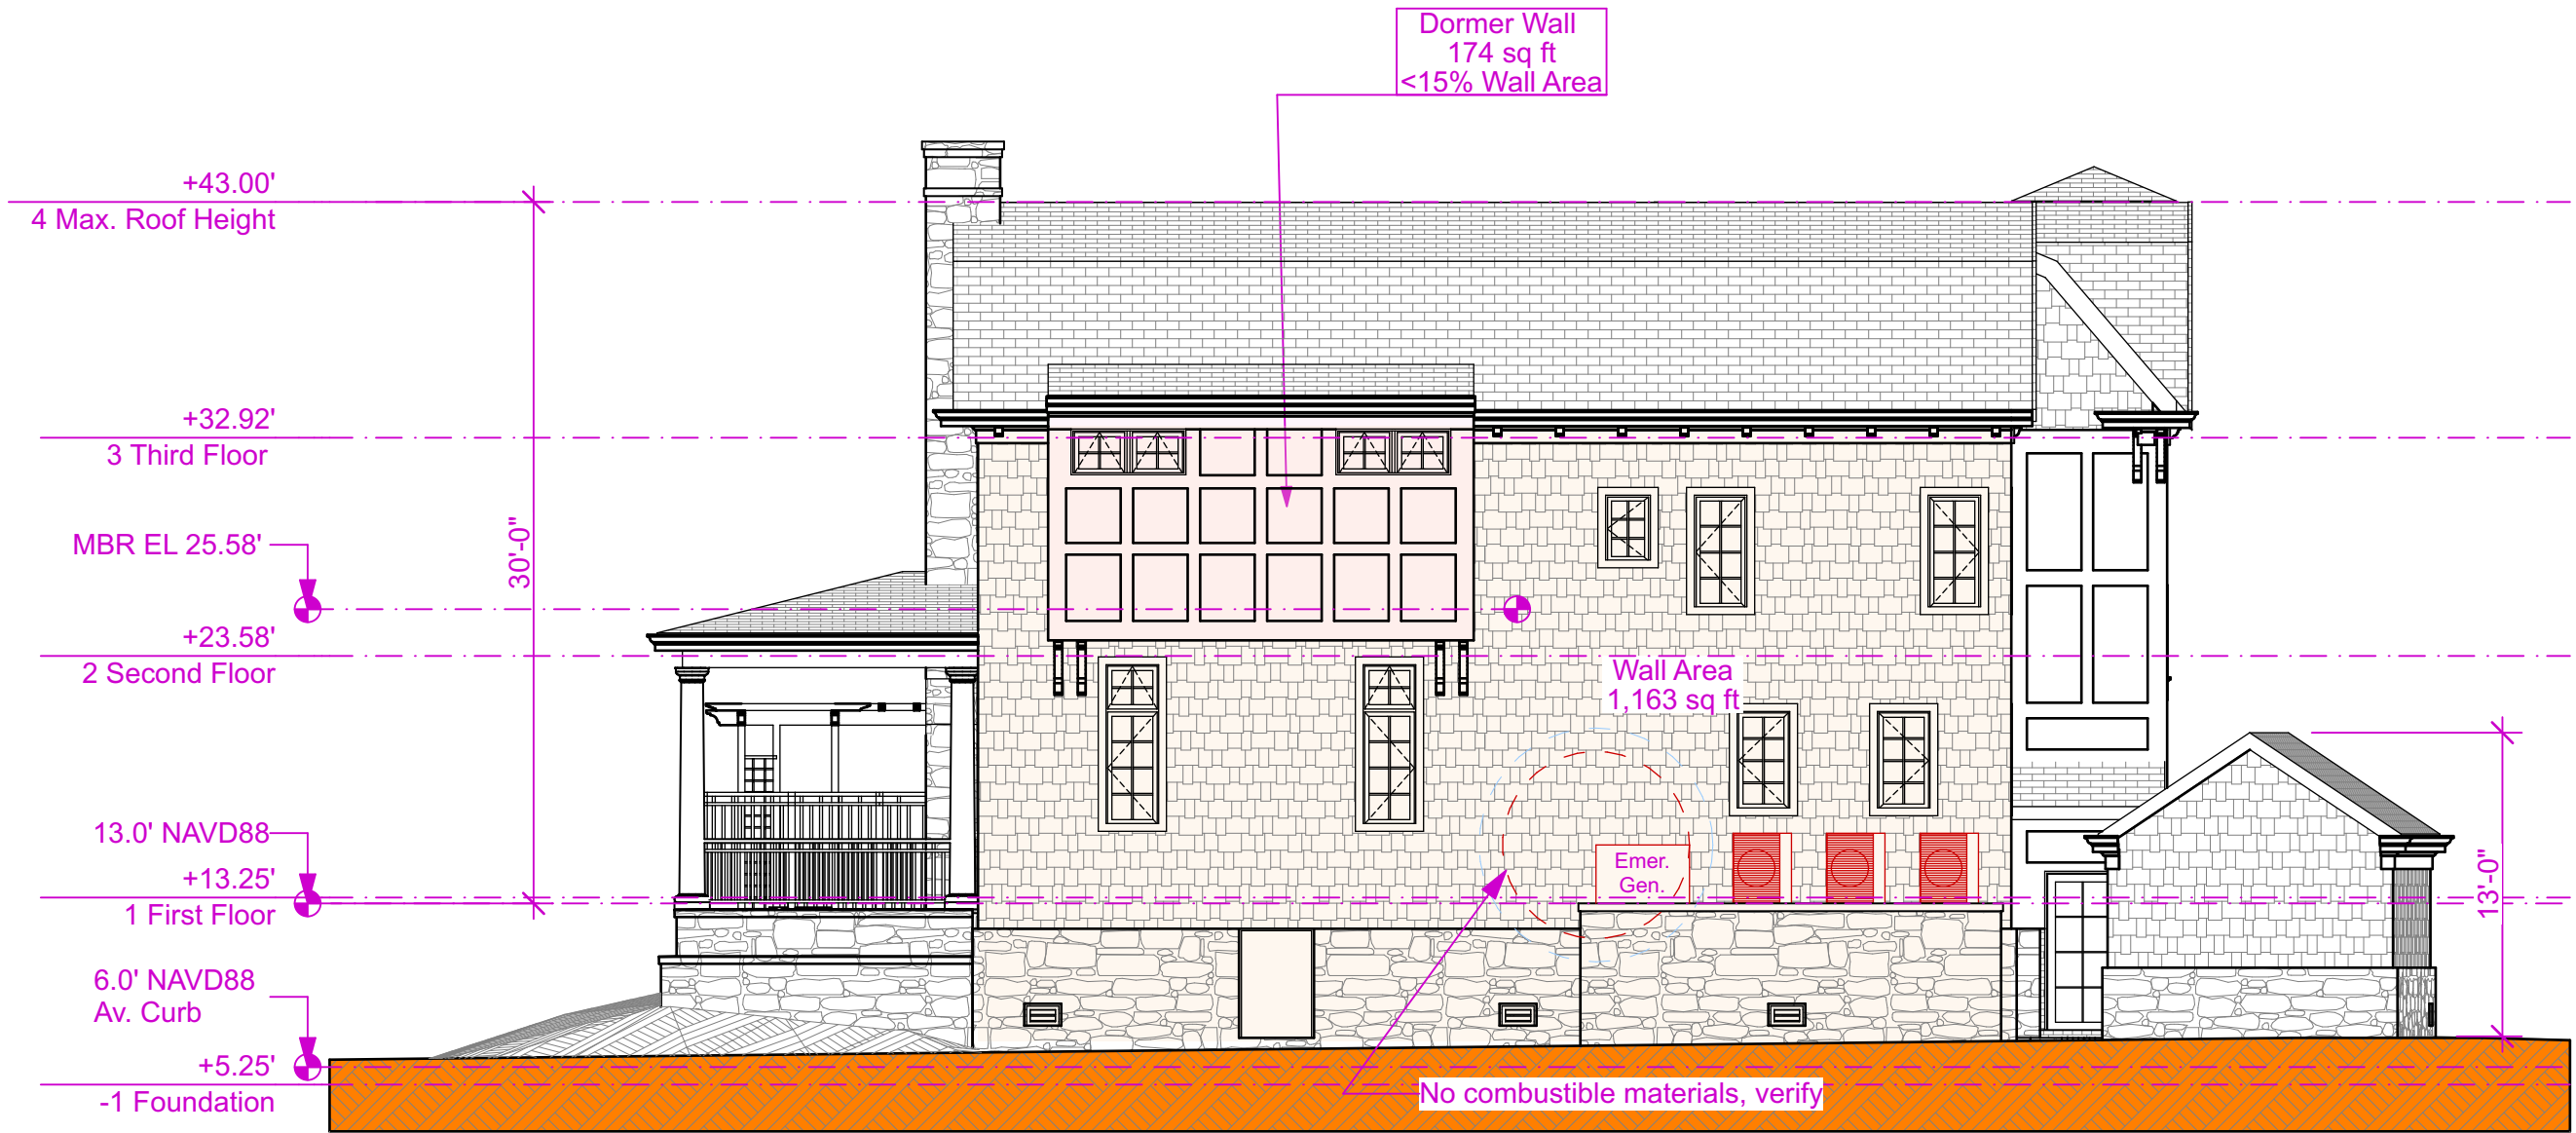 Dormer Wall
174 sq ft
<15% Wall Area
+43.00'
4 Max. Roof Height
+32.92'
3 Third Floor
30'-0"
MBR EL 25.58'
+23.58'
2 Second Floor
Wall Area
1,163 sq ft
13.0' NAVD88
+13.25'
1 First Floor
Emer.
Gen.
13'-0"
6.0' NAVD88
Av. Curb
+5.25'
-1 Foundation
No combustible materials, verify